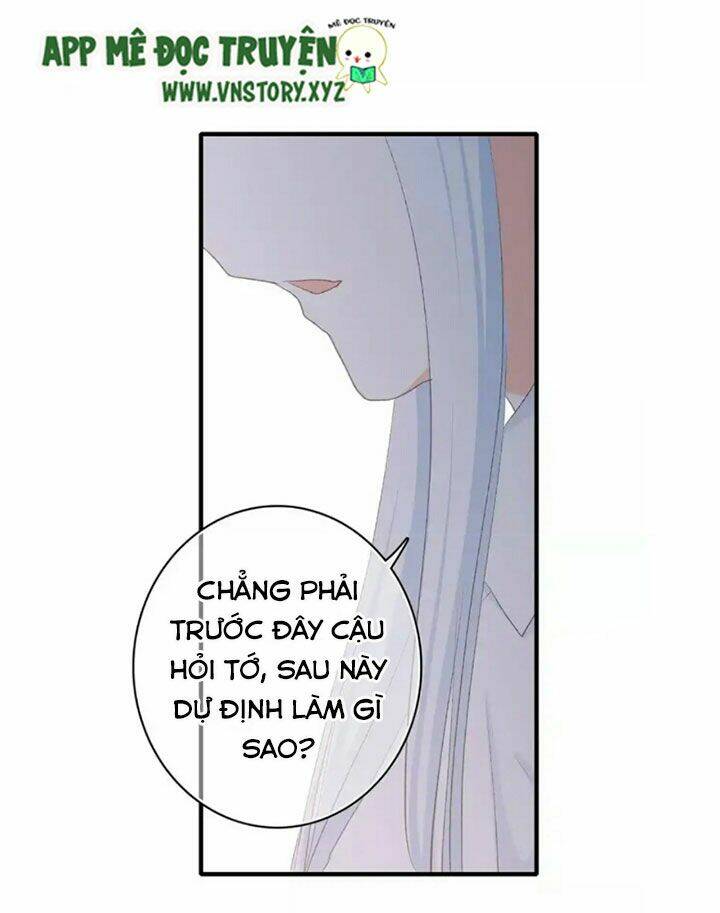 MÊ ĐỌC TRUYỆN
APP MÊ ĐỌC TRUYỆN
WWW.VNSTORY.XYZ
CHẲNG PHẢI
TRƯỚC ĐÂY CẬU
HỎI TỚ, SAU NÀY
DỰ ĐỊNH LÀM GÌ
SAO?